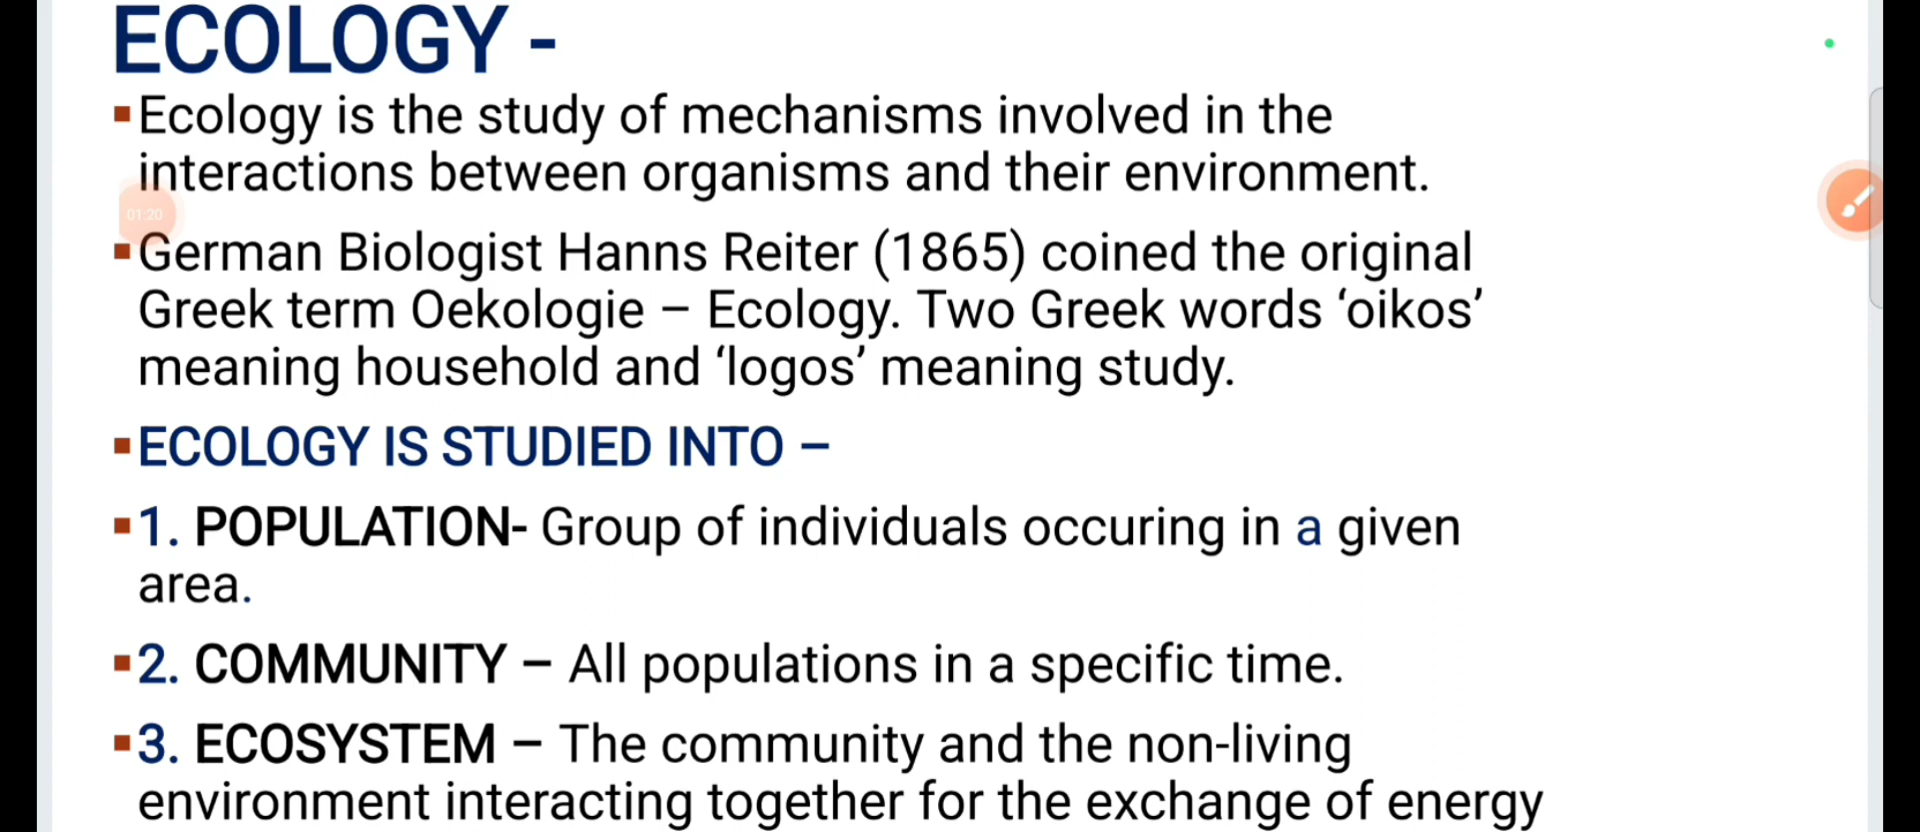 ECOLOGY -
▪Ecology is the study of mechanisms involved in the
interactions between organisms and their environment.
01:20
▪German Biologist Hanns Reiter (1865) coined the original
Greek term Oekologie – Ecology. Two Greek words ‘oikos’
meaning household and ‘logos’ meaning study.
▪ECOLOGY IS STUDIED INTO –
▪1. POPULATION- Group of individuals occuring in a given
area.
▪2. COMMUNITY – All populations in a specific time.
▪3. ECOSYSTEM – The community and the non-living
environment interacting together for the exchange of energy